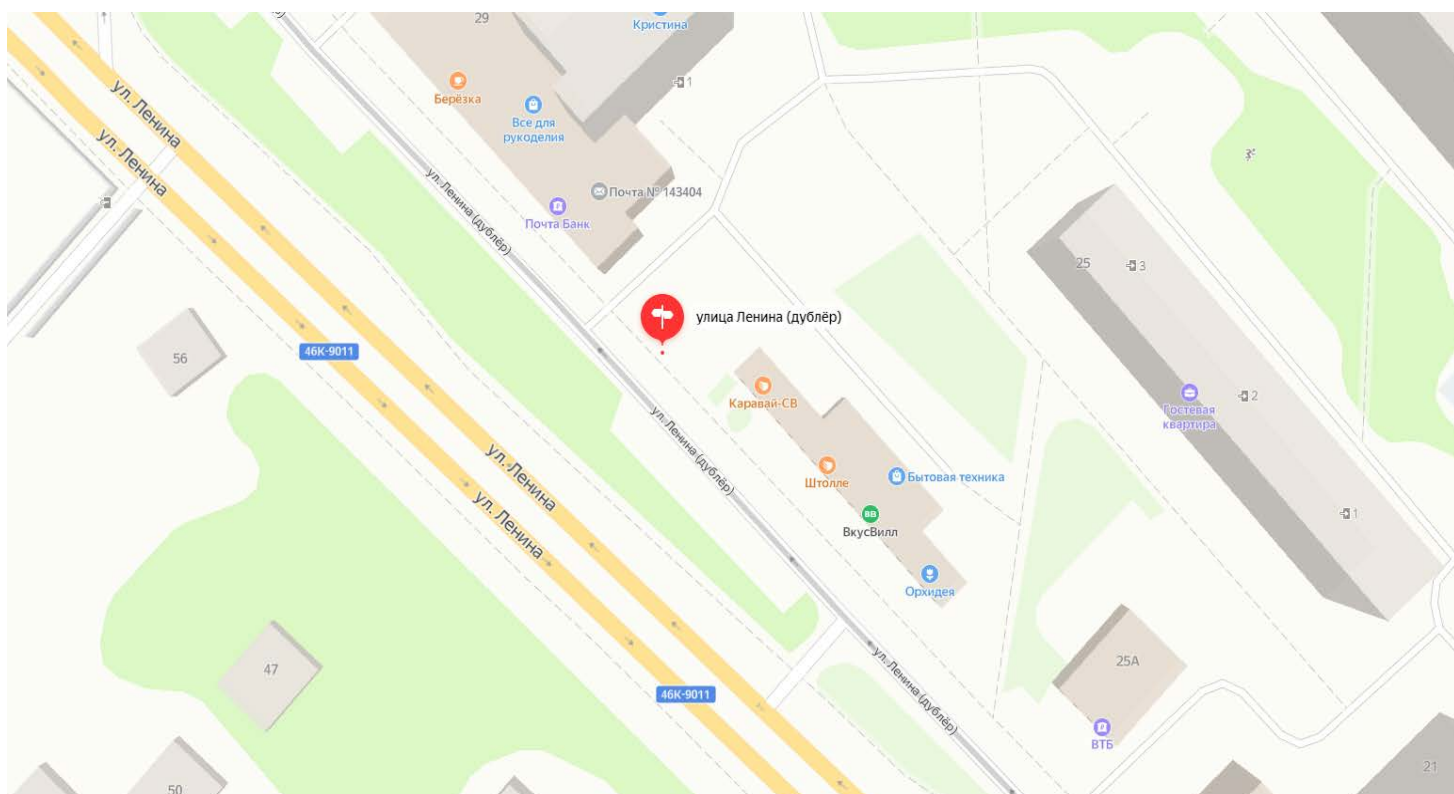 29
Кристина
1
Берёзка
Все для
рукоделия
ул. Ленина
ул. Ленина
Почта № 143404
Почта Банк
ул. Ленина (дублёр)
25
3
улица Ленина (дублёр)
46К-9011
56
Каравай-СВ
Гостевая
квартира
2
ул. Ленина (дублёр)
ул. Ленина
ул. Ленина
Штолле
Бытовая техника
ВВ
ВкусВилл
1
Орхидея
47
25А
ул. Ленина (дублёр)
46К-9011
ВТБ
21
50